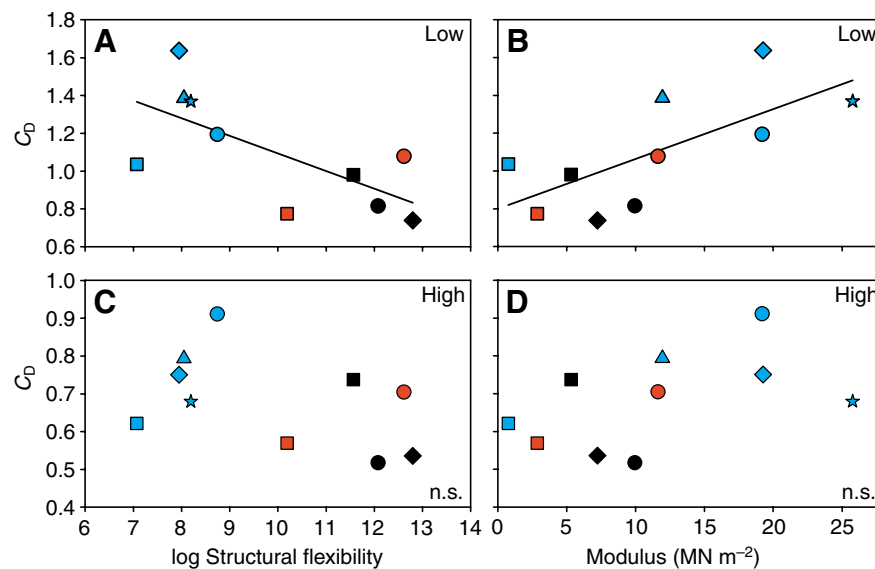 A
Low
B
Low
1.8
1.6
1.4
1.2
1.0
0.8
0.6
C_D
C
High
D
High
1.0
0.9
0.8
0.7
0.6
0.5
0.4
C_D
n.s.
n.s.
6 7 8 9 10 11 12 13 14
0 5 10 15 20 25
log Structural flexibility
Modulus (MN m⁻²)